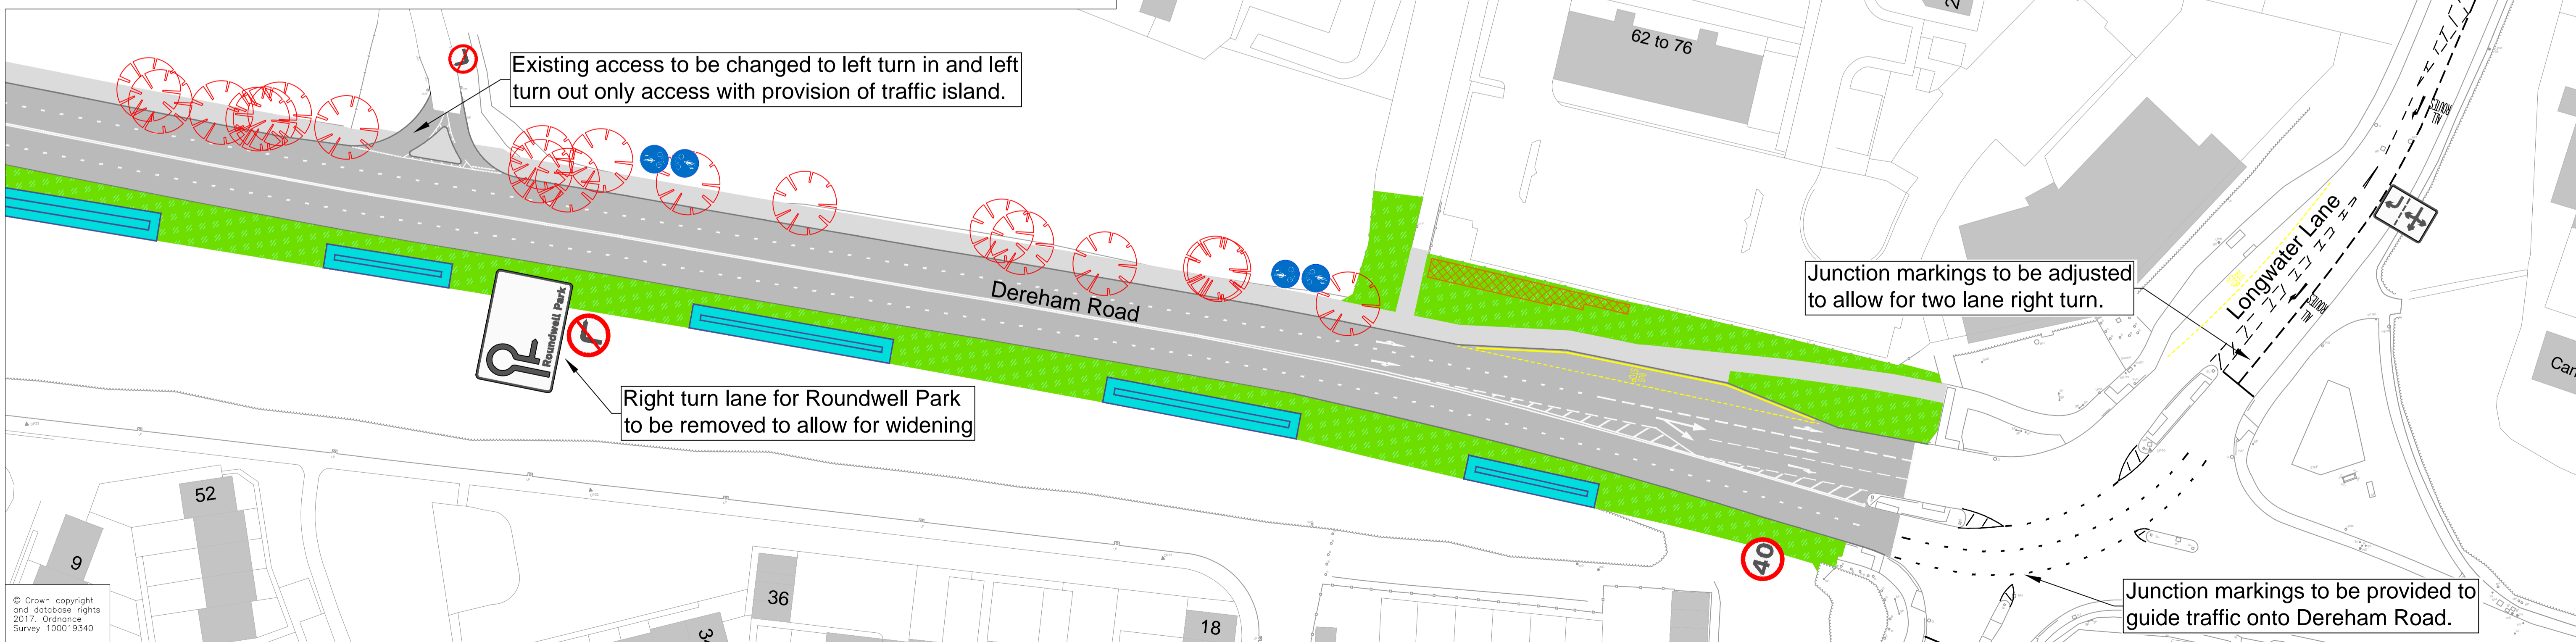 Existing access to be changed to left turn in and left
turn out only access with provision of traffic island.
62 to 76
Dereham Road
Roundwell Park
Right turn lane for Roundwell Park
to be removed to allow for widening
Junction markings to be adjusted
to allow for two lane right turn.
Longwater Lane
ALL
ROUTES
ALL
ROUTES
40
Junction markings to be provided to
guide traffic onto Dereham Road.
52
9
36
18
© Crown copyright
and database rights
2017. Ordnance
Survey 100019340